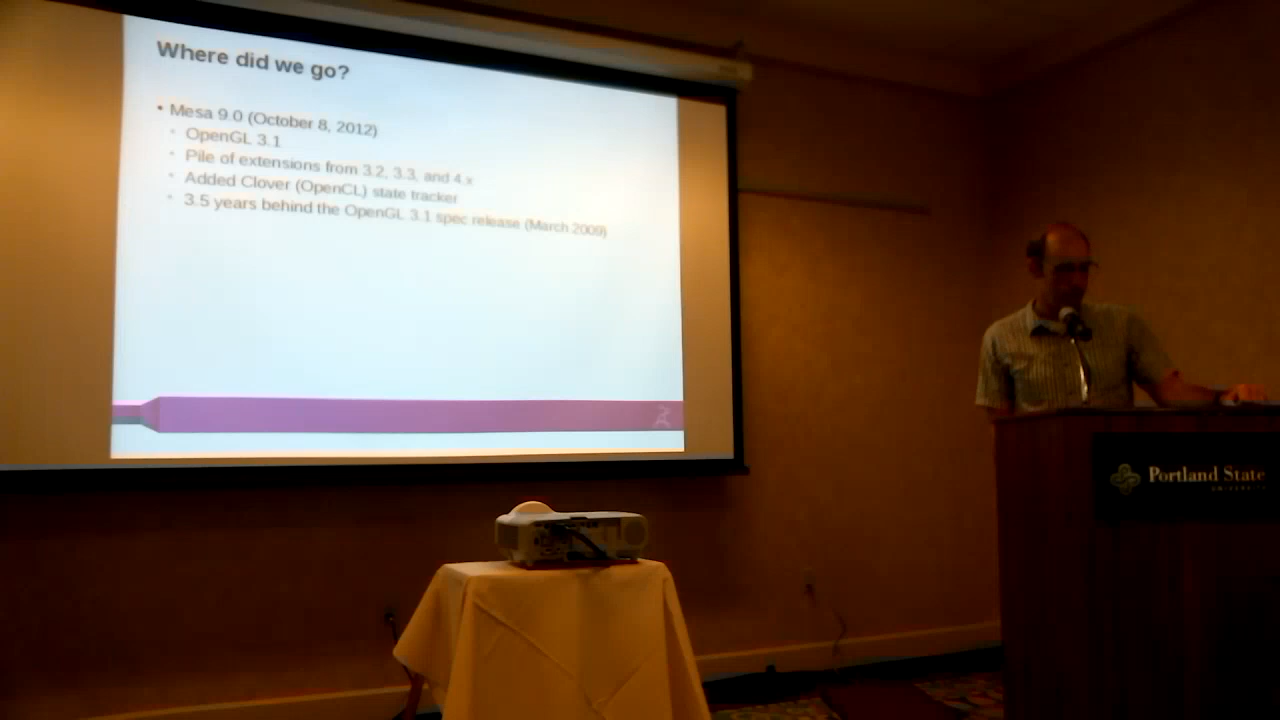 Where did we go?
• Mesa 9.0 (October 8, 2012)
• OpenGL 3.1
• Pile of extensions from 3.2, 3.3, and 4.x
• Added Clover (OpenCL) state tracker
• 3.5 years behind the OpenGL 3.1 spec release (March 2009)
Portland State
UNIVERSITY